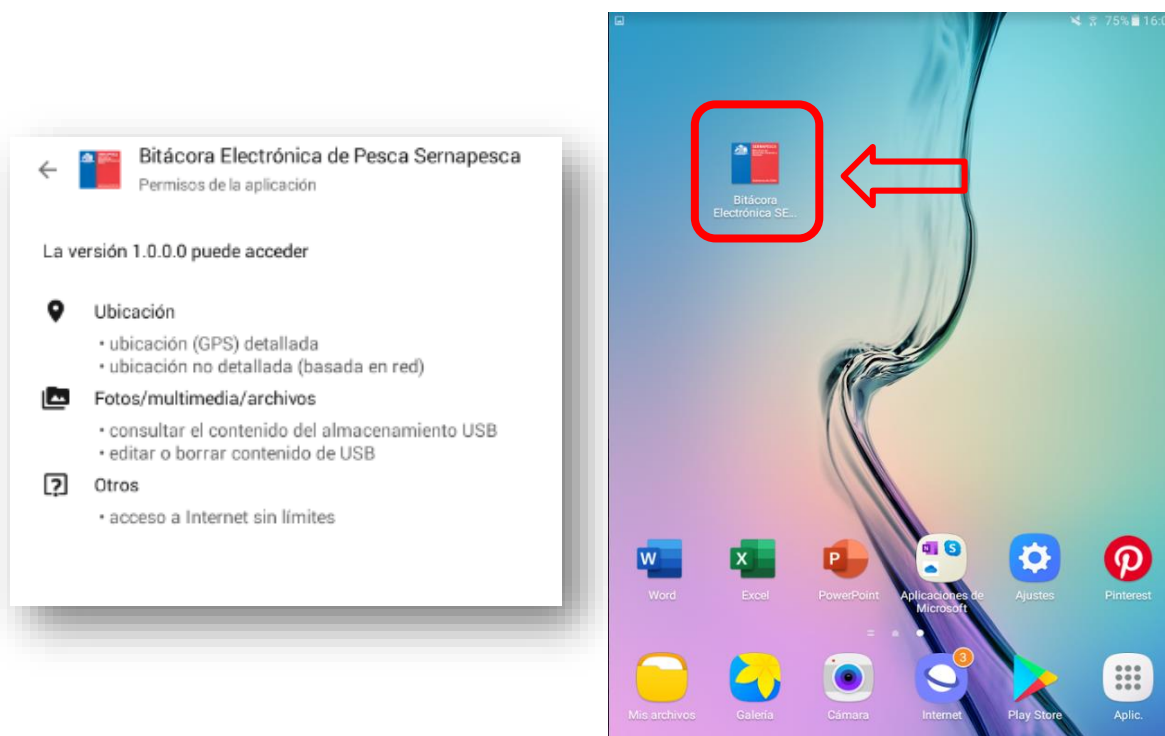 Bitácora Electrónica de Pesca Sernapesca
Permisos de la aplicación
La versión 1.0.0.0 puede acceder
Ubicación
• ubicación (GPS) detallada
• ubicación no detallada (basada en red)
Fotos/multimedia/archivos
• consultar el contenido del almacenamiento USB
• editar o borrar contenido de USB
Otros
• acceso a Internet sin límites
75% 16:0
Bitácora
Electrónica SE...
Word
Excel
PowerPoint
Aplicaciones de
Microsoft
Ajustes
Pinterest
3
Mis archivos
Galería
Cámara
Internet
Play Store
Aplic.